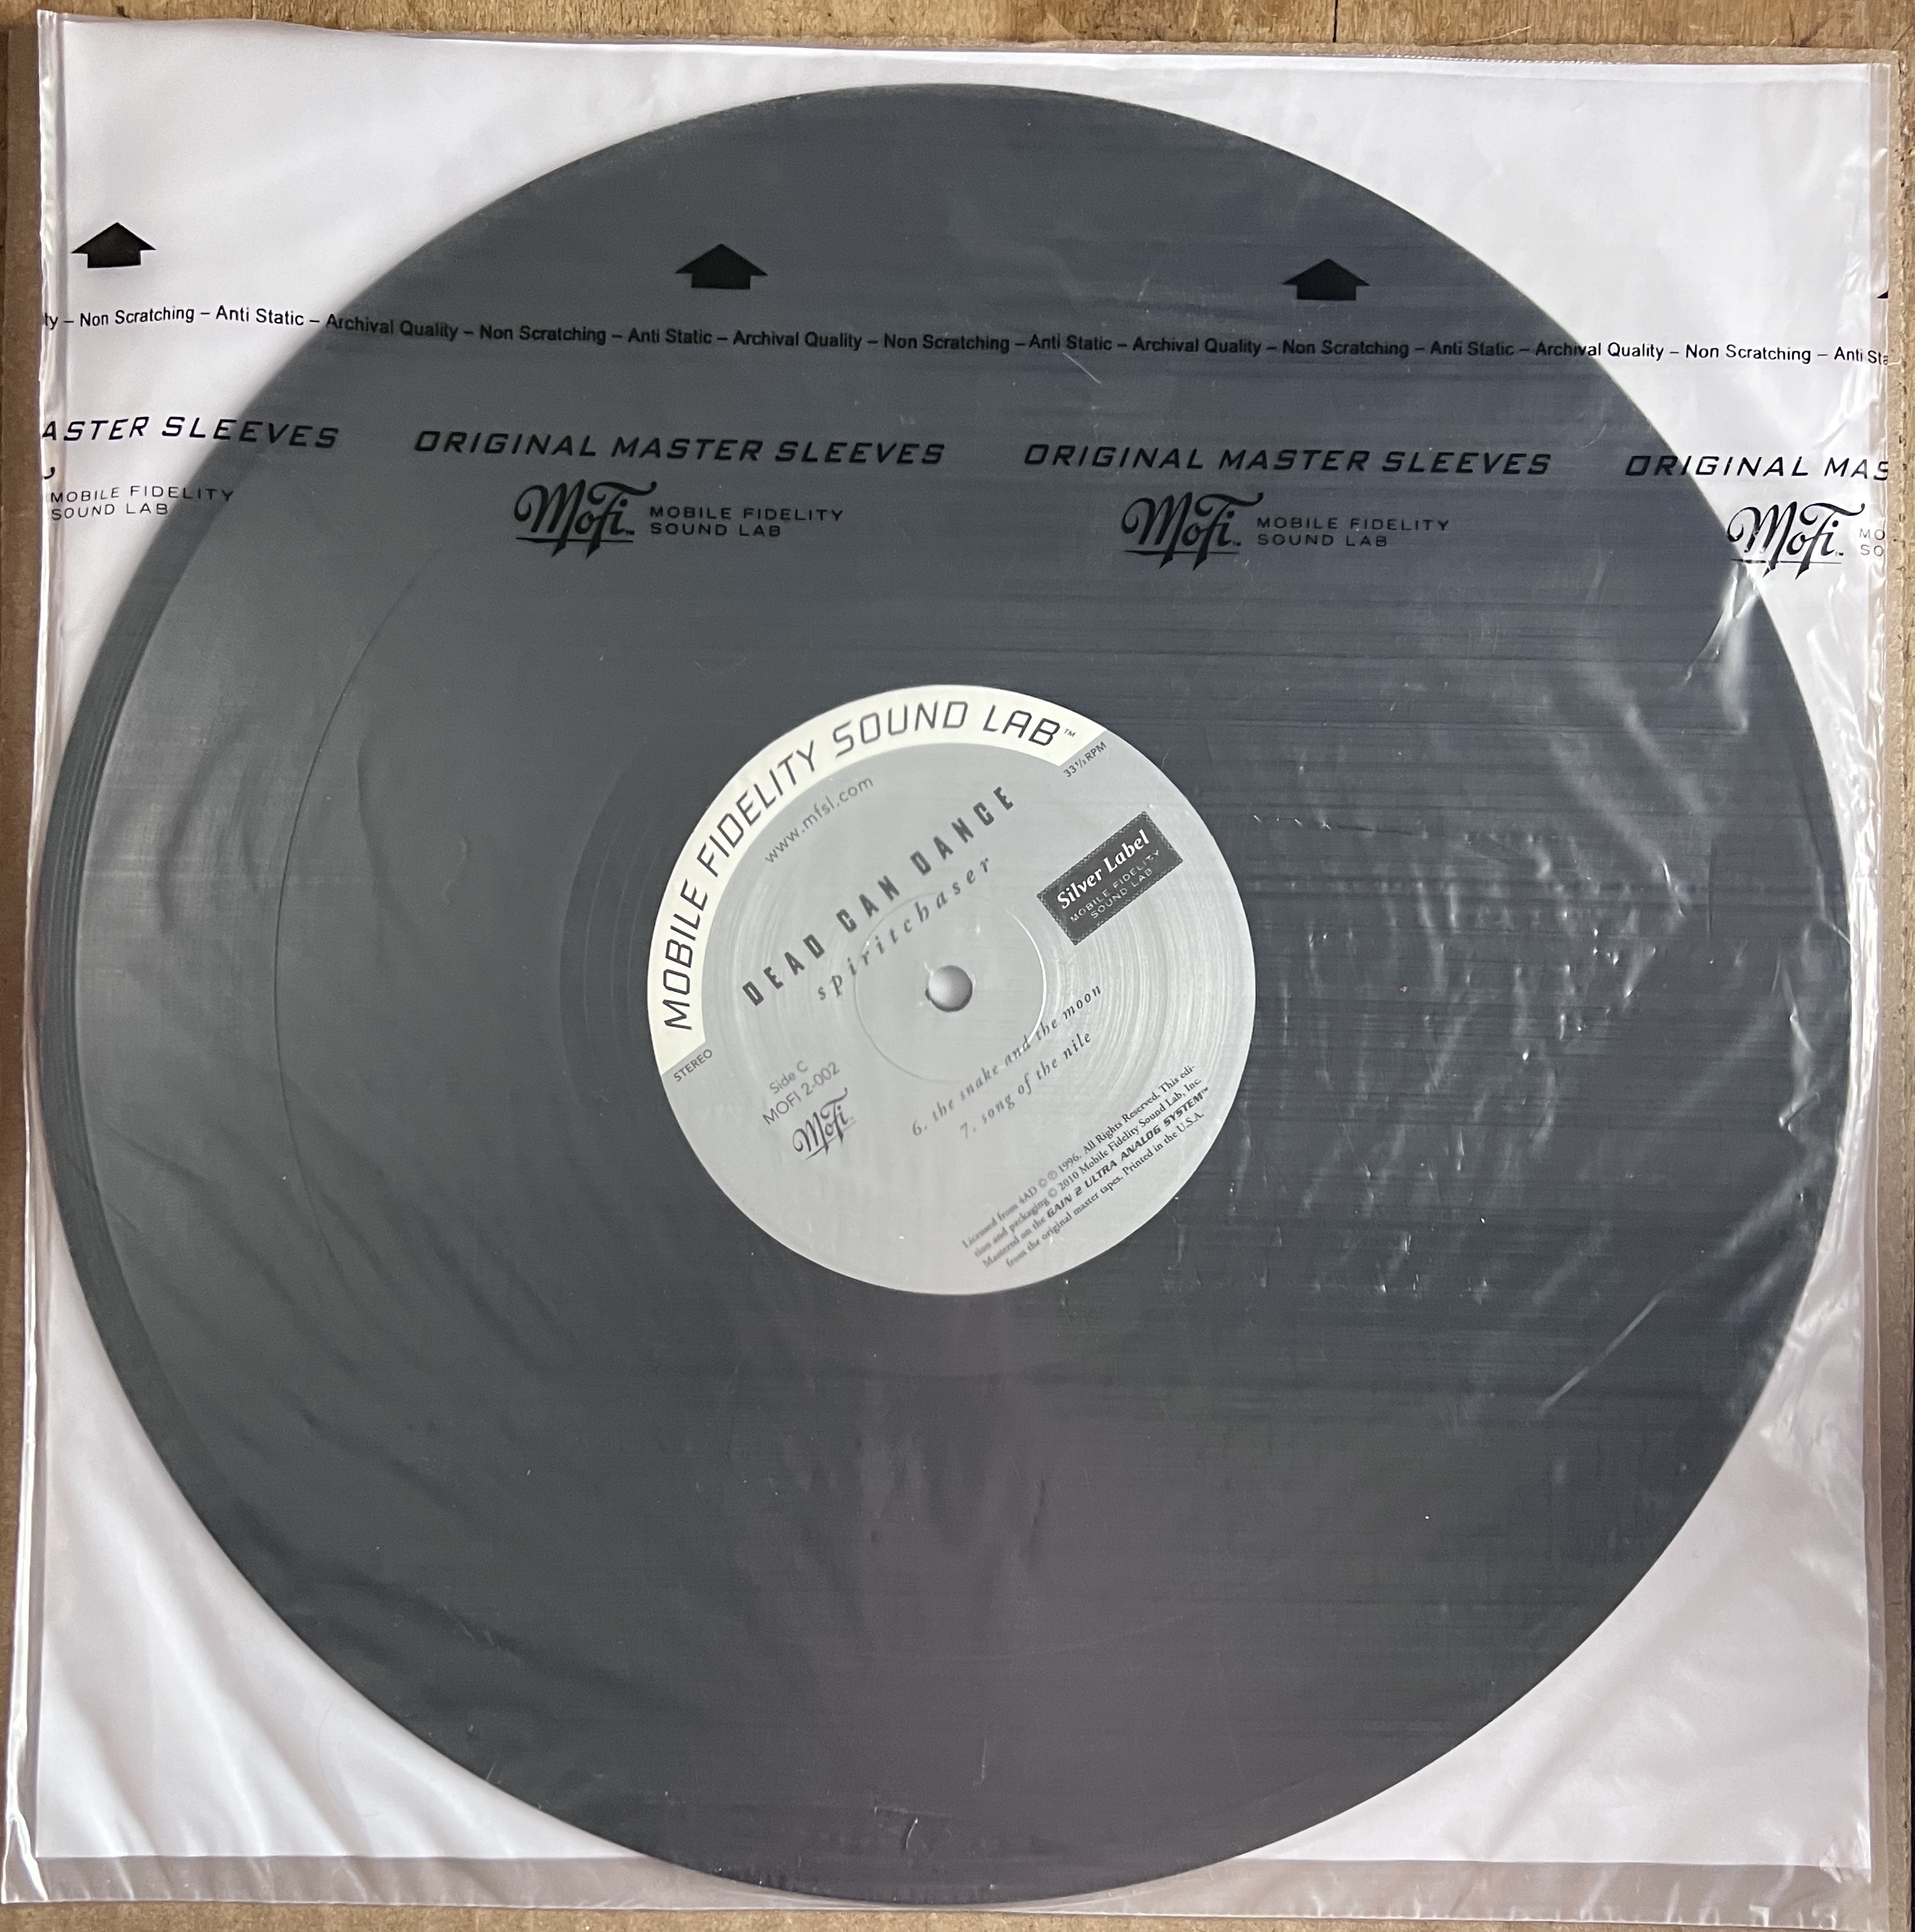 ty – Non Scratching – Anti Static – Archival Quality – Non Scratching – Anti Static – Archival Quality – Non Scratching – Anti Static – Archival Quality – Non Scratching – Anti Static – Archival Quality – Non Scratching – Anti Sta
ASTER SLEEVES ORIGINAL MASTER SLEEVES ORIGINAL MASTER SLEEVES ORIGINAL MAS
MOBILE FIDELITY
SOUND LAB
MoFi™ MOBILE FIDELITY
SOUND LAB
MoFi™ MOBILE FIDELITY
SOUND LAB
MoFi™ MO
SO
MOBILE FIDELITY SOUND LAB™
www.mfsl.com
STEREO
33⅓ RPM
DEAD CAN DANCE
spiritchaser
Silver Label
MOBILE FIDELITY
SOUND LAB
Side C
MOFI 2-002
MoFi
6. the snake and the moon
7. song of the nile
Licensed from 4AD © ℗ 1996. All Rights Reserved. This edi-
tion and packaging © 2010 Mobile Fidelity Sound Lab, Inc.
Mastered on the GAIN 2 ULTRA ANALOG SYSTEM™
from the original master tapes. Printed in the U.S.A.